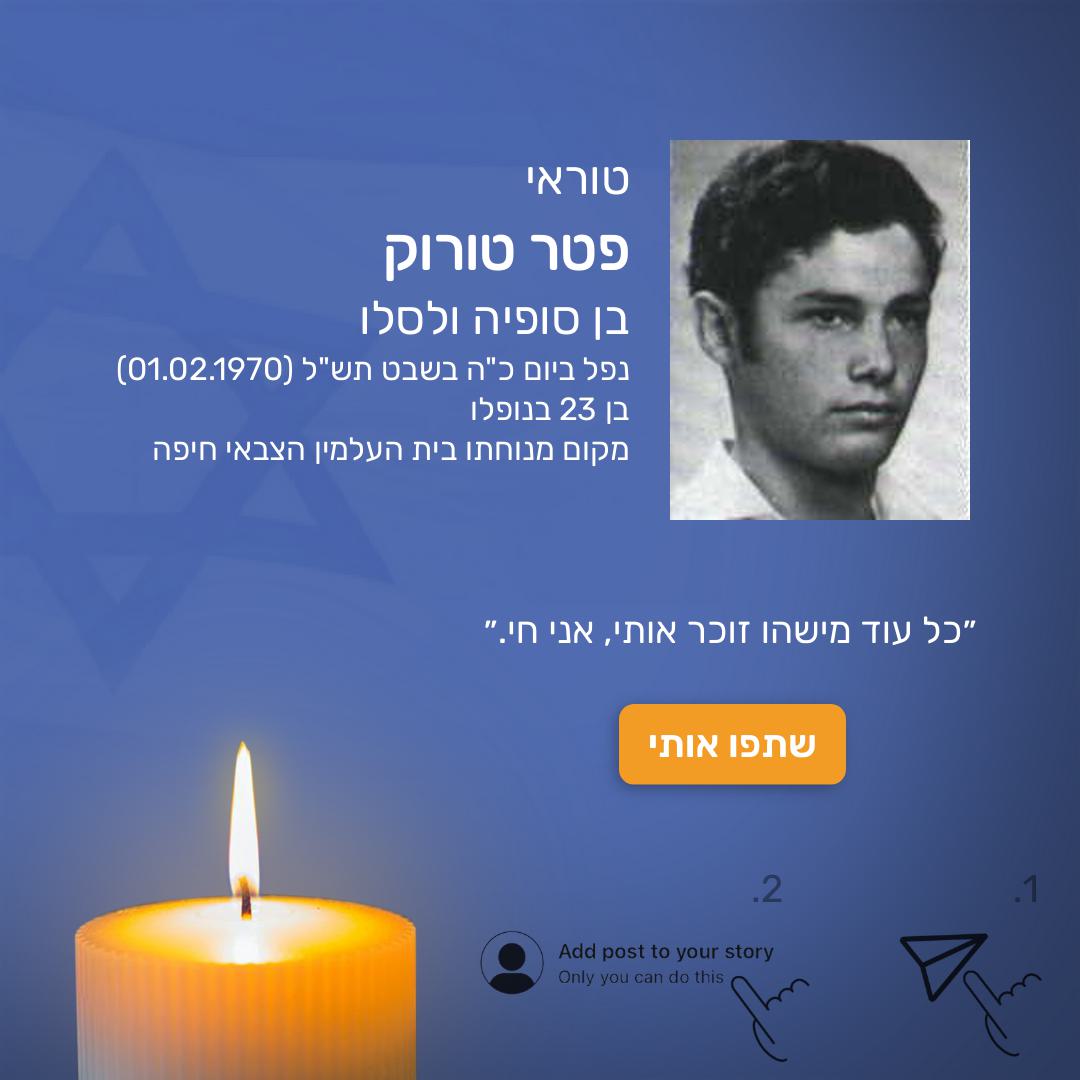 טוראי
פטר טורוק
בן סופיה ולסלו
נפל ביום כ"ה בשבט תש"ל (01.02.1970)
בן 23 בנופלו
מקום מנוחתו בית העלמין הצבאי חיפה
״כל עוד מישהו זוכר אותי, אני חי.״
שתפו אותי
1.
2.
Add post to your story
Only you can do this